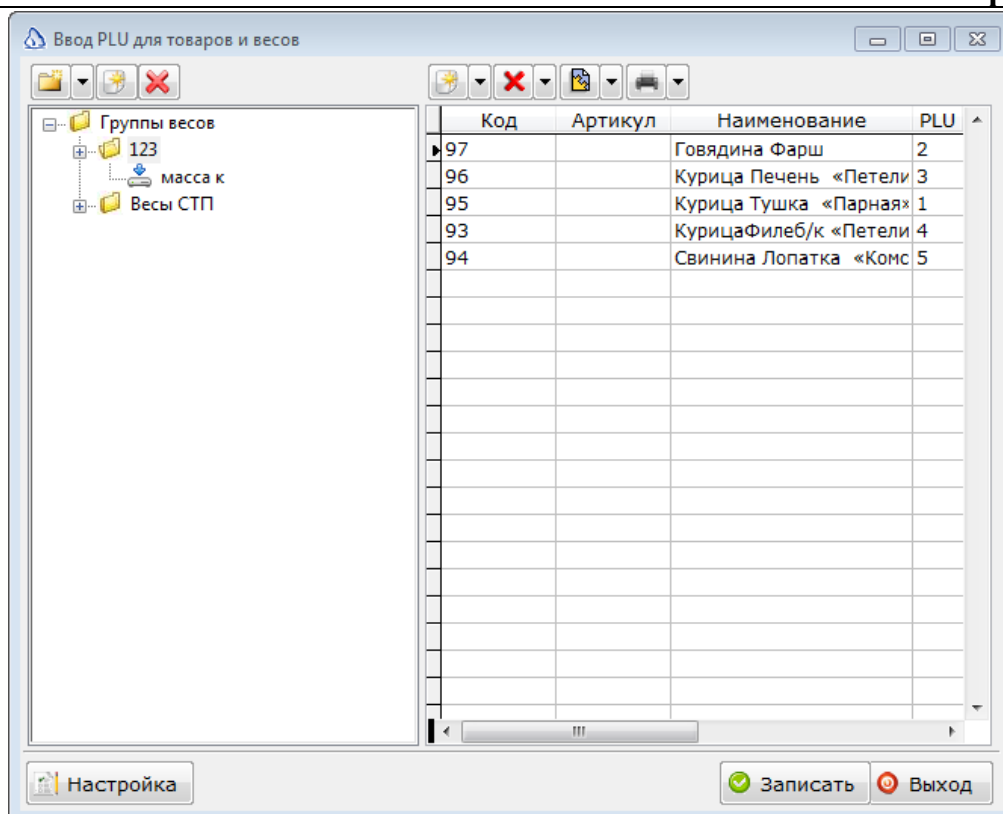 Ввод PLU для товаров и весов
Группы весов
123
масса к
Весы СТП
Код Артикул Наименование PLU
97 Говядина Фарш 2
96 Курица Печень «Петели 3
95 Курица Тушка «Парная» 1
93 КурицаФилеб/к «Петели 4
94 Свинина Лопатка «Комс 5
Настройка
Записать
Выход